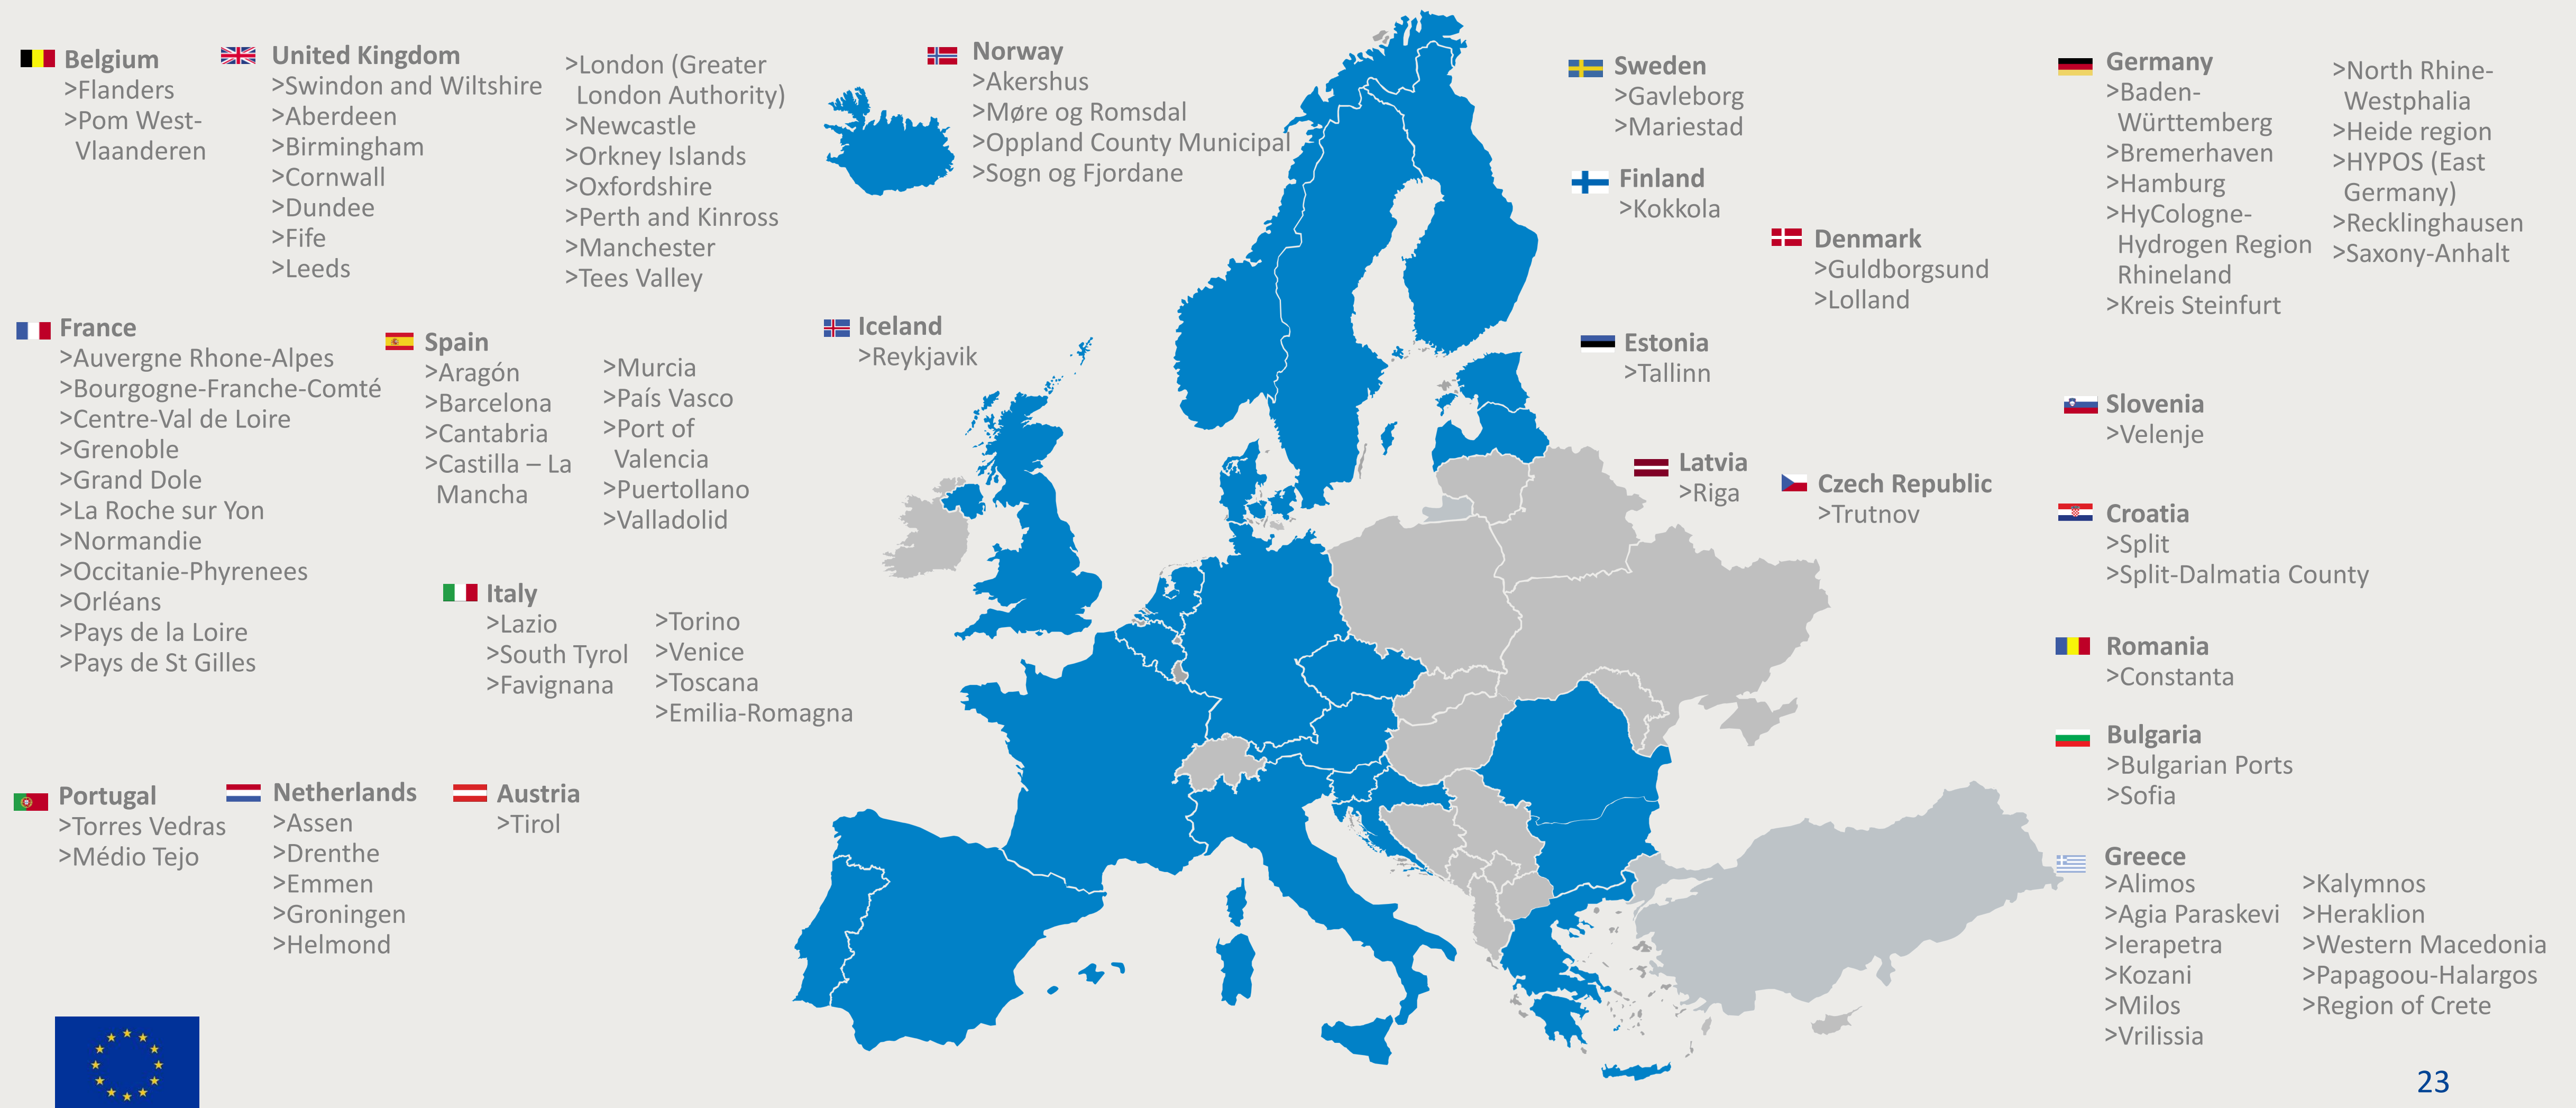 Belgium
>Flanders
>Pom West-
Vlaanderen
United Kingdom
>Swindon and Wiltshire
>Aberdeen
>Birmingham
>Cornwall
>Dundee
>Fife
>Leeds
>London (Greater
London Authority)
>Newcastle
>Orkney Islands
>Oxfordshire
>Perth and Kinross
>Manchester
>Tees Valley
Norway
>Akershus
>Møre og Romsdal
>Oppland County Municipal
>Sogn og Fjordane
Sweden
>Gavleborg
>Mariestad
Finland
>Kokkola
Denmark
>Guldborgsund
>Lolland
Germany
>Baden-
Württemberg
>Bremerhaven
>Hamburg
>HyCologne-
Hydrogen Region
Rhineland
>Kreis Steinfurt
>North Rhine-
Westphalia
>Heide region
>HYPOS (East
Germany)
>Recklinghausen
>Saxony-Anhalt
France
>Auvergne Rhone-Alpes
>Bourgogne-Franche-Comté
>Centre-Val de Loire
>Grenoble
>Grand Dole
>La Roche sur Yon
>Normandie
>Occitanie-Phyrenees
>Orléans
>Pays de la Loire
>Pays de St Gilles
Spain
>Aragón
>Barcelona
>Cantabria
>Castilla – La
Mancha
>Murcia
>País Vasco
>Port of
Valencia
>Puertollano
>Valladolid
Iceland
>Reykjavik
Estonia
>Tallinn
Slovenia
>Velenje
Latvia
>Riga
Czech Republic
>Trutnov
Croatia
>Split
>Split-Dalmatia County
Italy
>Lazio
>South Tyrol
>Favignana
>Torino
>Venice
>Toscana
>Emilia-Romagna
Romania
>Constanta
Bulgaria
>Bulgarian Ports
>Sofia
Portugal
>Torres Vedras
>Médio Tejo
Netherlands
>Assen
>Drenthe
>Emmen
>Groningen
>Helmond
Austria
>Tirol
Greece
>Alimos
>Agia Paraskevi
>Ierapetra
>Kozani
>Milos
>Vrilissia
>Kalymnos
>Heraklion
>Western Macedonia
>Papagoou-Halargos
>Region of Crete
23